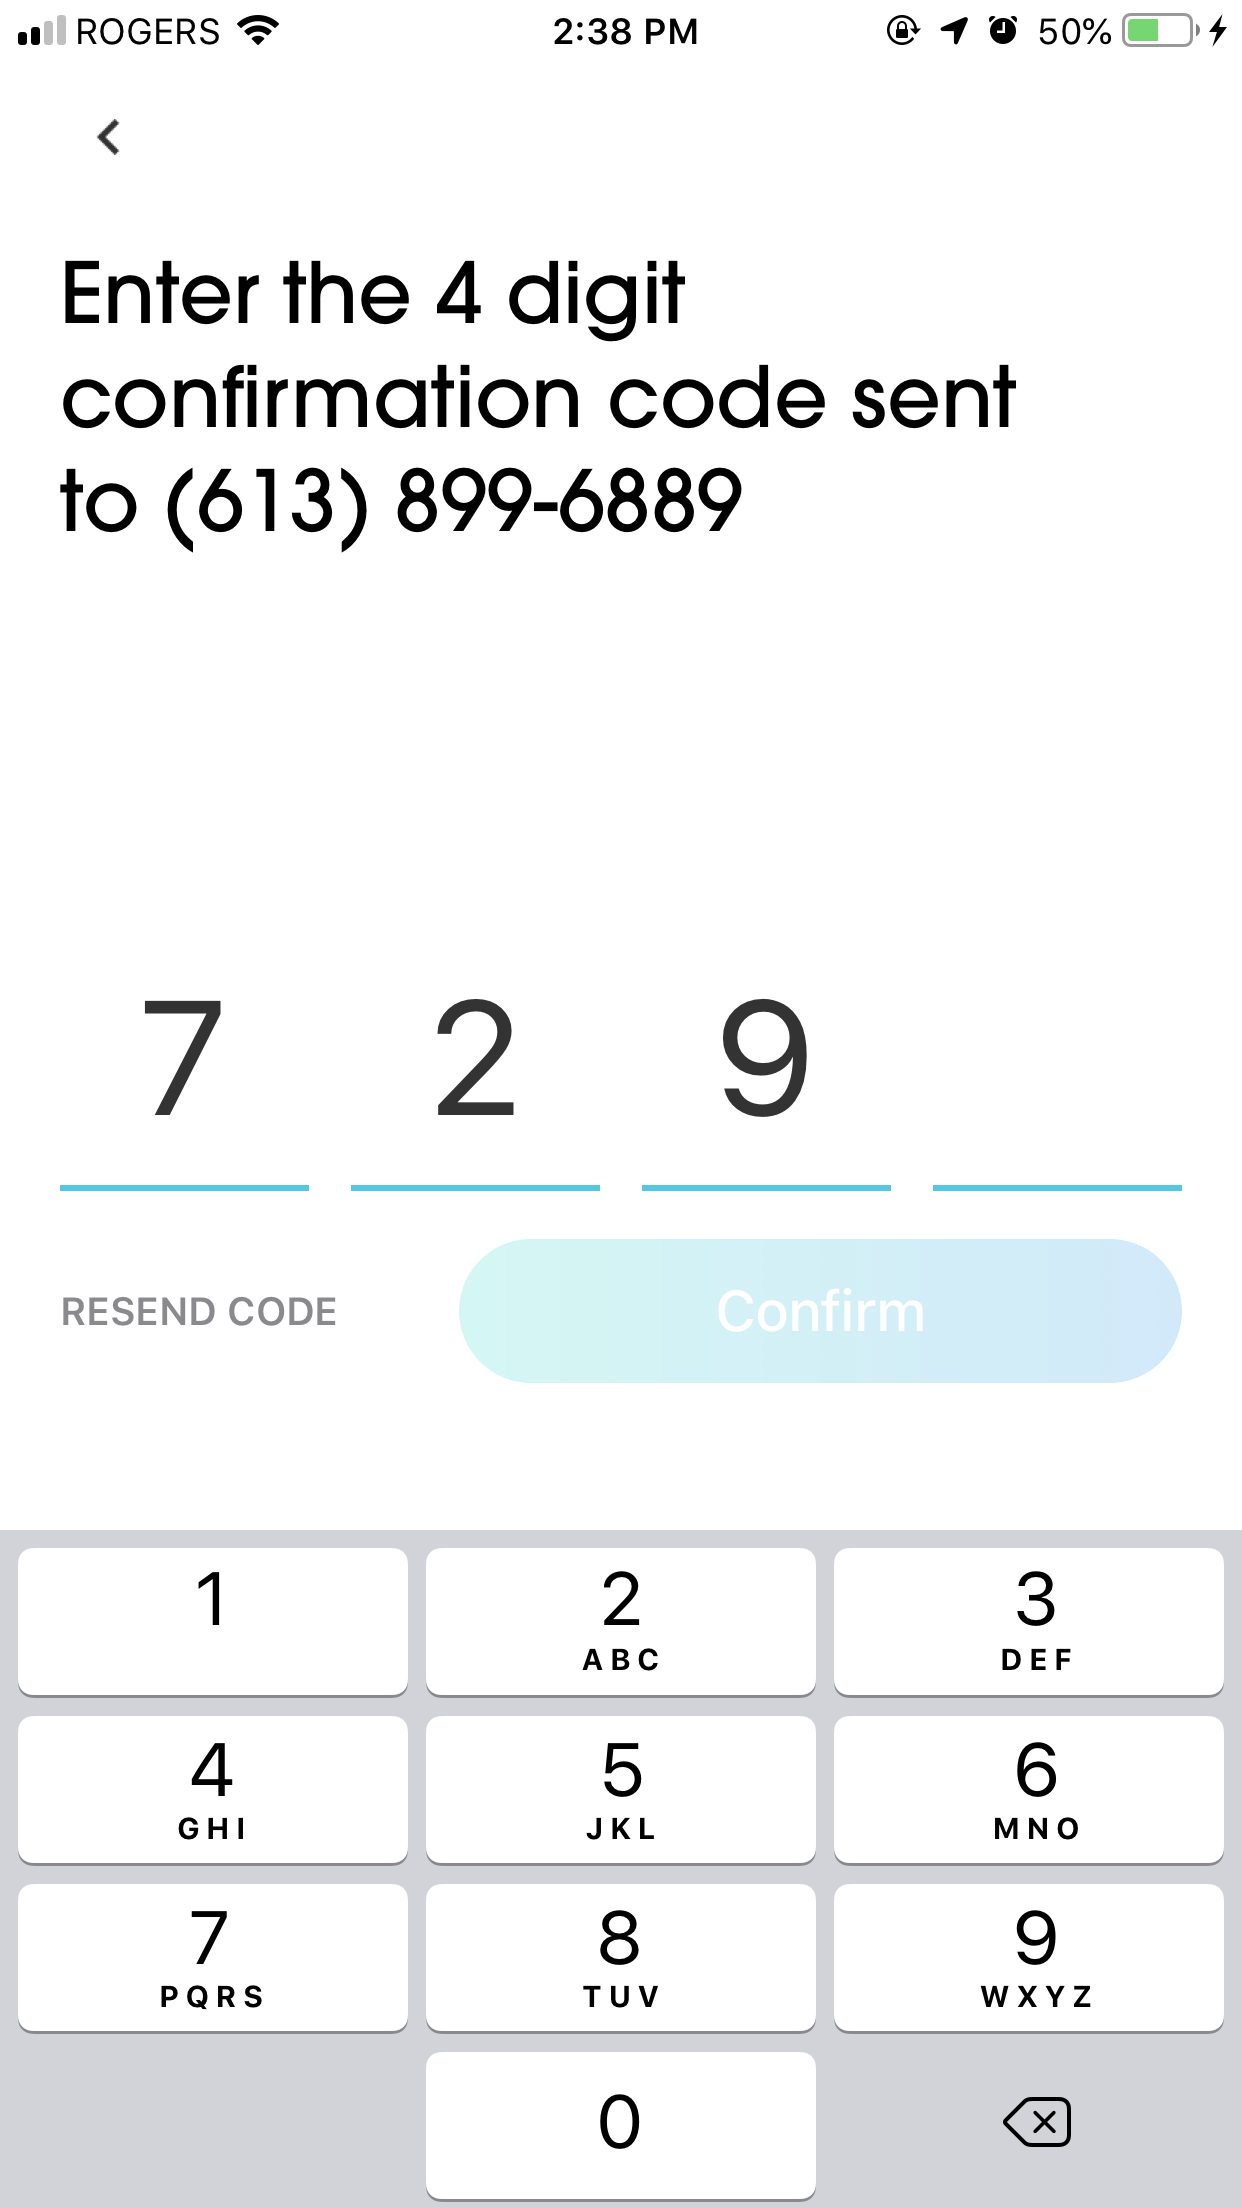 ROGERS 2:38 PM 50%
Enter the 4 digit
confirmation code sent
to (613) 899-6889
7 2 9
RESEND CODE Confirm
1 2 3
ABC DEF
4 5 6
GHI JKL MNO
7 8 9
PQRS TUV WXYZ
0